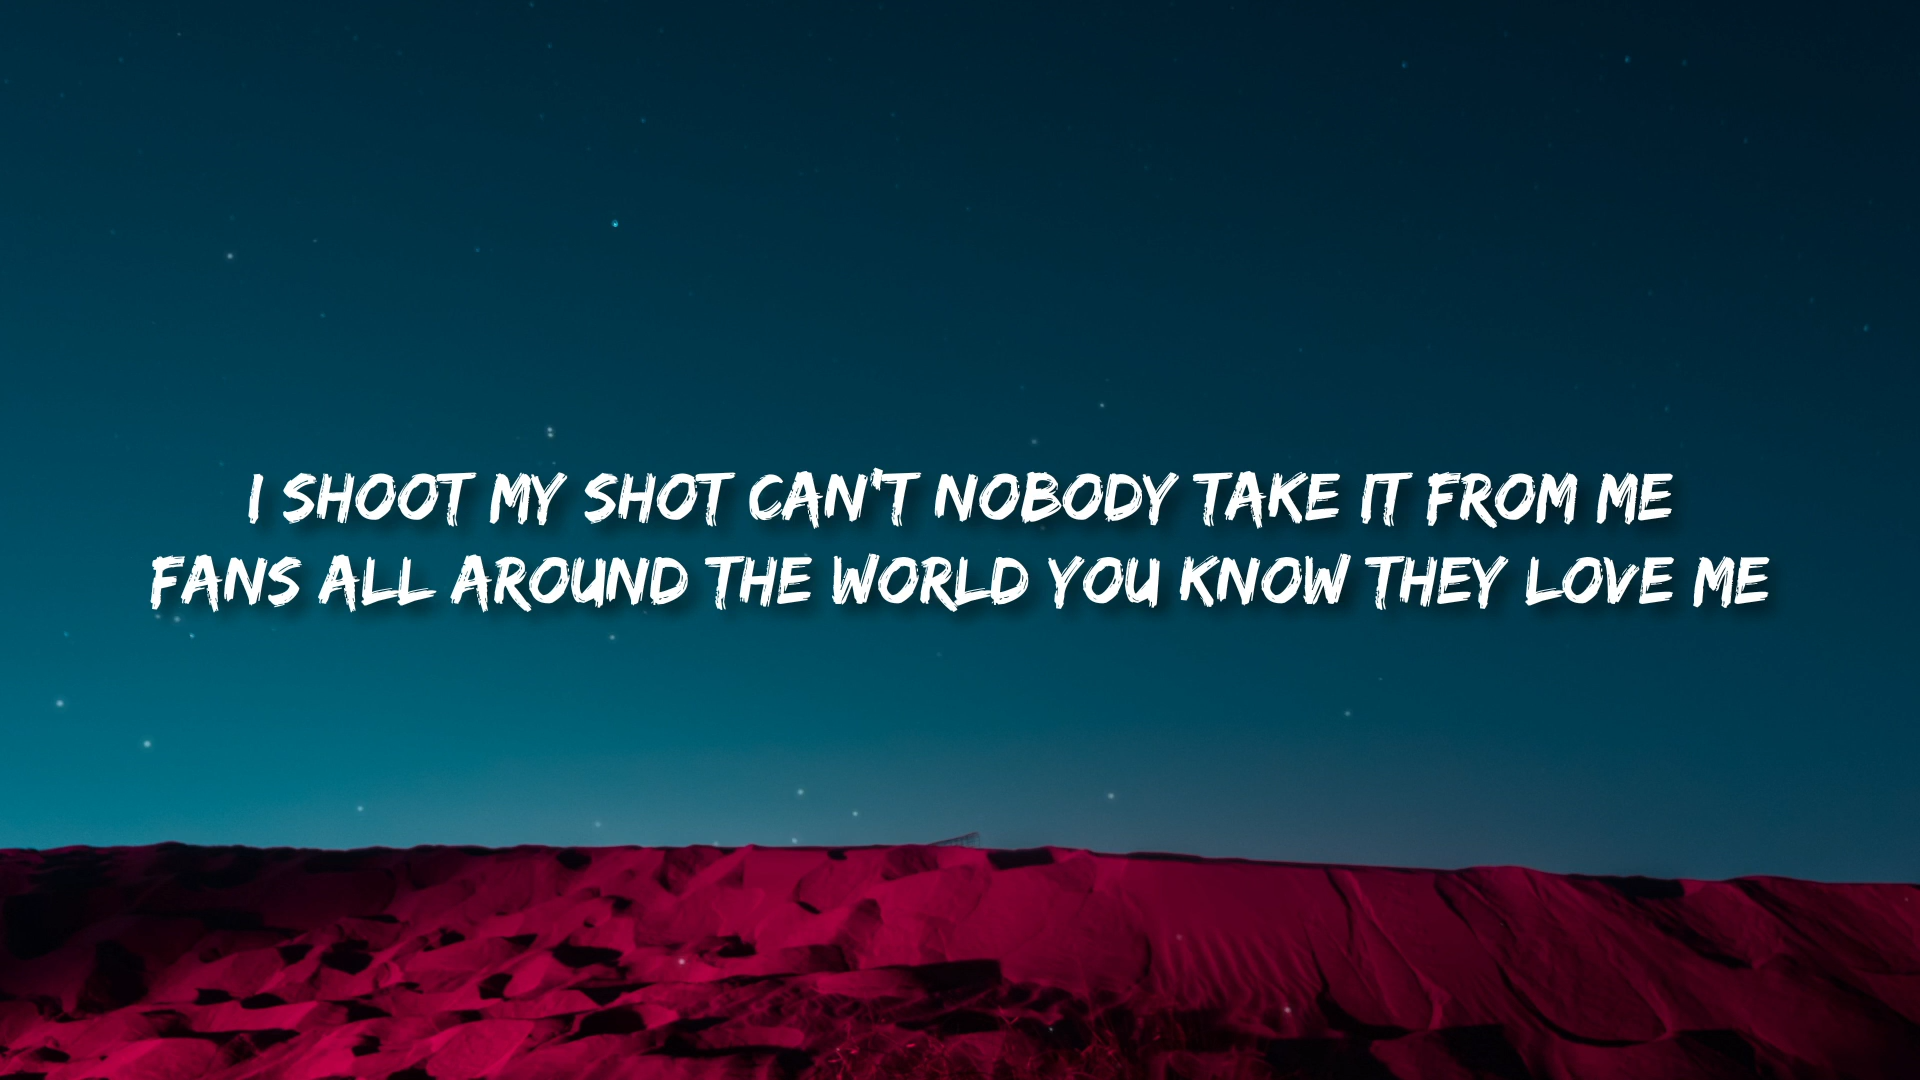 I SHOOT MY SHOT CAN'T NOBODY TAKE IT FROM ME
FANS ALL AROUND THE WORLD YOU KNOW THEY LOVE ME